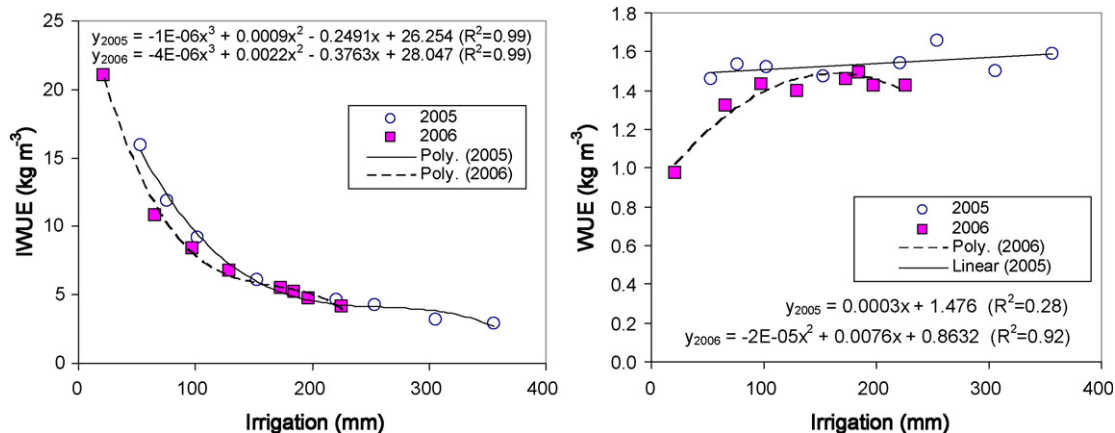 y2005 = -1E-06x³ + 0.0009x² - 0.2491x + 26.254 (R²=0.99)
y2006 = -4E-06x³ + 0.0022x² - 0.3763x + 28.047 (R²=0.99)
25
20
15
10
5
0
IWUE (kg m⁻³)
2005
2006
Poly. (2005)
Poly. (2006)
0 100 200 300 400
Irrigation (mm)
1.8
1.6
1.4
1.2
1.0
0.8
0.6
0.4
0.2
0.0
WUE (kg m⁻³)
2005
2006
Poly. (2006)
Linear (2005)
y2005 = 0.0003x + 1.476 (R²=0.28)
y2006 = -2E-05x² + 0.0076x + 0.8632 (R²=0.92)
0 100 200 300 400
Irrigation (mm)